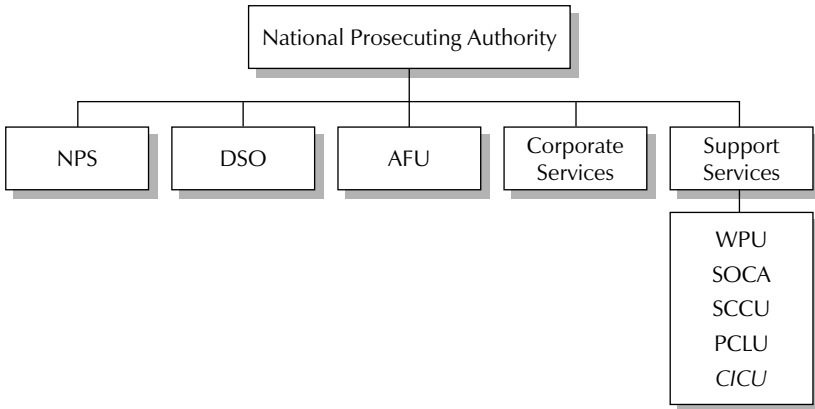 National Prosecuting Authority
NPS
DSO
AFU
Corporate
Services
Support
Services
WPU
SOCA
SCCU
PCLU
CICU